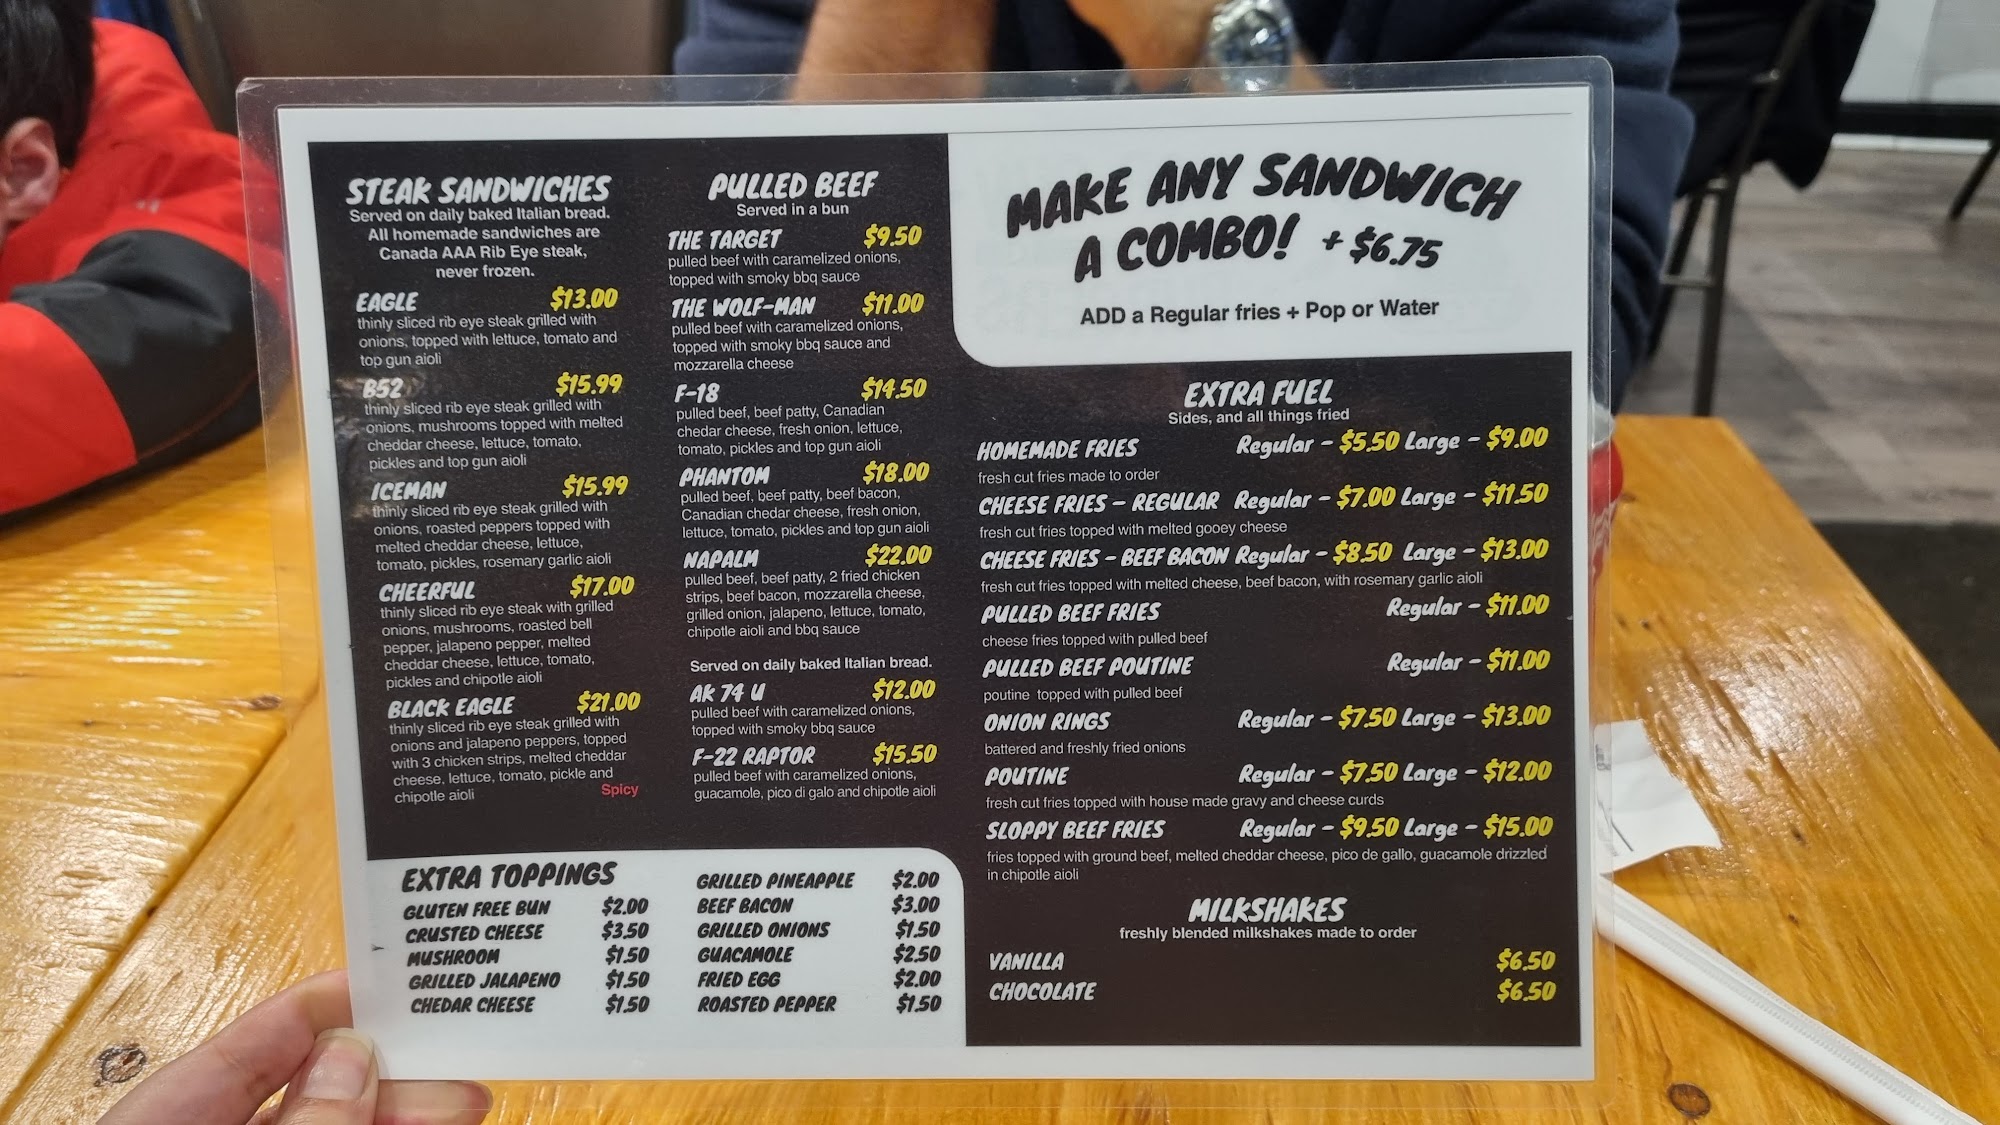 STEAK SANDWICHES
Served on daily baked Italian bread.
All homemade sandwiches are
Canada AAA Rib Eye steak,
never frozen.
EAGLE $13.00
thinly sliced rib eye steak grilled with
onions, topped with lettuce, tomato and
top gun aioli
B52 $15.99
thinly sliced rib eye steak grilled with
onions, mushrooms topped with melted
cheddar cheese, lettuce, tomato,
pickles and top gun aioli
ICEMAN $15.99
thinly sliced rib eye steak grilled with
onions, roasted peppers topped with
melted cheddar cheese, lettuce,
tomato, pickles, rosemary garlic aioli
CHEERFUL $17.00
thinly sliced rib eye steak with grilled
onions, mushrooms, roasted bell
pepper, jalapeno pepper, melted
cheddar cheese, lettuce, tomato,
pickles and chipotle aioli
BLACK EAGLE $21.00
thinly sliced rib eye steak grilled with
onions and jalapeno peppers, topped
with 3 chicken strips, melted cheddar
cheese, lettuce, tomato, pickle and
chipotle aioli Spicy
PULLED BEEF
Served in a bun
THE TARGET $9.50
pulled beef with caramelized onions,
topped with smoky bbq sauce
THE WOLF-MAN $11.00
pulled beef with caramelized onions,
topped with smoky bbq sauce and
mozzarella cheese
F-18 $14.50
pulled beef, beef patty, Canadian
chedar cheese, fresh onion, lettuce,
tomato, pickles and top gun aioli
PHANTOM $18.00
pulled beef, beef patty, beef bacon,
Canadian chedar cheese, fresh onion,
lettuce, tomato, pickles and top gun aioli
NAPALM $22.00
pulled beef, beef patty, 2 fried chicken
strips, beef bacon, mozzarella cheese,
grilled onion, jalapeno, lettuce, tomato,
chipotle aioli and bbq sauce
Served on daily baked Italian bread.
AK 74 U $12.00
pulled beef with caramelized onions,
topped with smoky bbq sauce
F-22 RAPTOR $15.50
pulled beef with caramelized onions,
guacamole, pico di galo and chipotle aioli
EXTRA TOPPINGS
GLUTEN FREE BUN $2.00
CRUSTED CHEESE $3.50
MUSHROOM $1.50
GRILLED JALAPENO $1.50
CHEDAR CHEESE $1.50
GRILLED PINEAPPLE $2.00
BEEF BACON $3.00
GRILLED ONIONS $1.50
GUACAMOLE $2.50
FRIED EGG $2.00
ROASTED PEPPER $1.50
MAKE ANY SANDWICH
A COMBO! + $6.75
ADD a Regular fries + Pop or Water
EXTRA FUEL
Sides, and all things fried
HOMEMADE FRIES Regular - $5.50 Large - $9.00
fresh cut fries made to order
CHEESE FRIES - REGULAR Regular - $7.00 Large - $11.50
fresh cut fries topped with melted gooey cheese
CHEESE FRIES - BEEF BACON Regular - $8.50 Large - $13.00
fresh cut fries topped with melted cheese, beef bacon, with rosemary garlic aioli
PULLED BEEF FRIES Regular - $11.00
cheese fries topped with pulled beef
PULLED BEEF POUTINE Regular - $11.00
poutine topped with pulled beef
ONION RINGS Regular - $7.50 Large - $13.00
battered and freshly fried onions
POUTINE Regular - $7.50 Large - $12.00
fresh cut fries topped with house made gravy and cheese curds
SLOPPY BEEF FRIES Regular - $9.50 Large - $15.00
fries topped with ground beef, melted cheddar cheese, pico de gallo, guacamole drizzled
in chipotle aioli
MILKSHAKES
freshly blended milkshakes made to order
VANILLA $6.50
CHOCOLATE $6.50